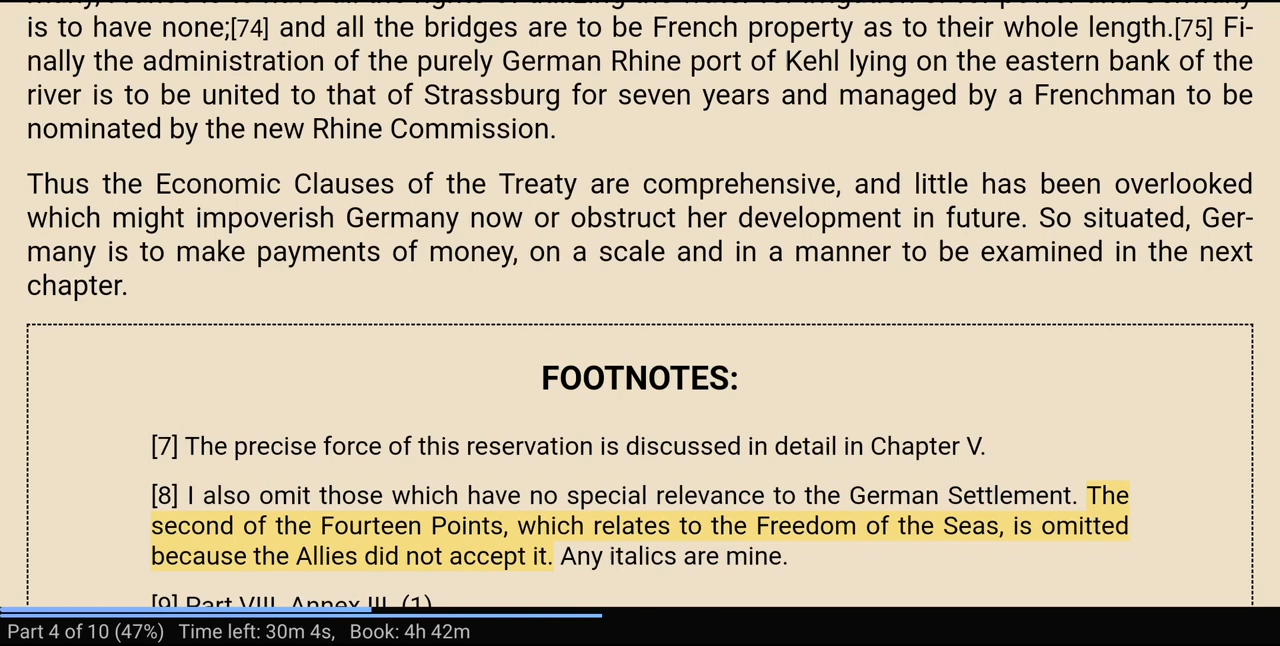 is to have none;[74] and all the bridges are to be French property as to their whole length.[75] Fi-
nally the administration of the purely German Rhine port of Kehl lying on the eastern bank of the
river is to be united to that of Strassburg for seven years and managed by a Frenchman to be
nominated by the new Rhine Commission.
Thus the Economic Clauses of the Treaty are comprehensive, and little has been overlooked
which might impoverish Germany now or obstruct her development in future. So situated, Ger-
many is to make payments of money, on a scale and in a manner to be examined in the next
chapter.
FOOTNOTES:
[7] The precise force of this reservation is discussed in detail in Chapter V.
[8] I also omit those which have no special relevance to the German Settlement. The
second of the Fourteen Points, which relates to the Freedom of the Seas, is omitted
because the Allies did not accept it. Any italics are mine.
[9] Part VIII. Annex III. (1).
Part 4 of 10 (47%) Time left: 30m 4s, Book: 4h 42m